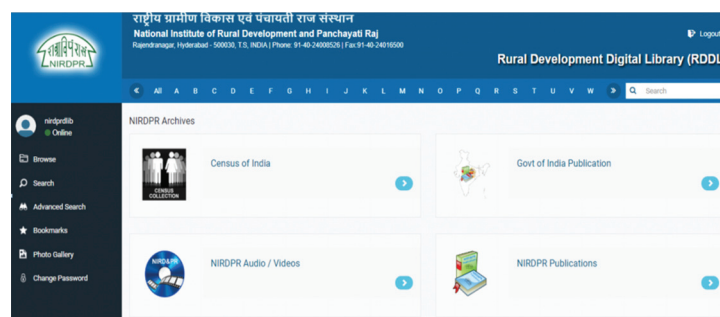 राष्ट्रीय ग्रामीण विकास एवं पंचायती राज संस्थान
National Institute of Rural Development and Panchayati Raj
Rajendranagar, Hyderabad - 500030, T.S, INDIA | Phone: 91-40-24008526 | Fax:91-40-24016500
NIRDPR
Logout
Rural Development Digital Library (RDDL
All A B C D E F G H I J K L M N O P Q R S T U V W
Search
nirdprdlib
Online
Browse
Search
Advanced Search
Bookmarks
Photo Gallery
Change Password
NIRDPR Archives
CENSUS
COLLECTION
Census of India
Govt of India Publication
NIRD&PR
NIRDPR Audio / Videos
NIRDPR Publications